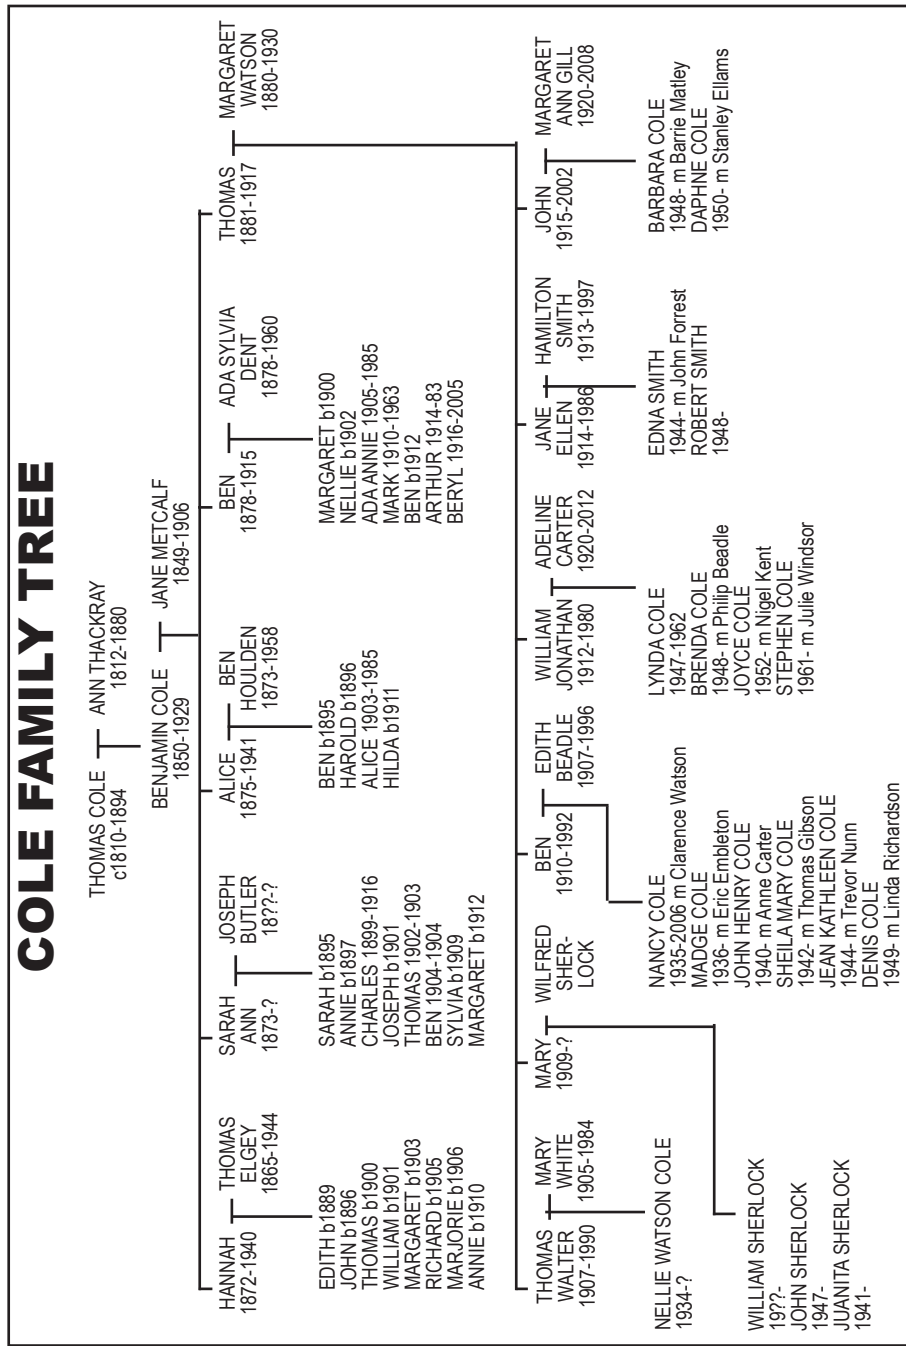 COLE FAMILY TREE
THOMAS COLE
c1810-1894
ANN THACKRAY
1812-1880
BENJAMIN COLE
1850-1929
JANE METCALF
1849-1906
HANNAH
1872-1940
THOMAS
ELGEY
1865-1944
SARAH
ANN
1873-?
JOSEPH
BUTLER
18??-?
ALICE
1875-1941
BEN
HOULDEN
1873-1958
BEN
1878-1915
ADA SYLVIA
DENT
1878-1960
THOMAS
1881-1917
MARGARET
WATSON
1880-1930
EDITH b1889
JOHN b1896
THOMAS b1900
WILLIAM b1901
MARGARET b1903
RICHARD b1905
MARJORIE b1906
ANNIE b1910
SARAH b1895
ANNIE b1897
CHARLES 1899-1916
JOSEPH b1901
THOMAS 1902-1903
BEN 1904-1904
SYLVIA b1909
MARGARET b1912
BEN b1895
HAROLD b1896
ALICE 1903-1985
HILDA b1911
MARGARET b1900
NELLIE b1902
ADA ANNIE 1905-1985
MARK 1910-1963
BEN b1912
ARTHUR 1914-83
BERYL 1916-2005
THOMAS
WALTER
1907-1990
MARY
WHITE
1905-1984
MARY
1909-?
WILFRED
SHER-
LOCK
BEN
1910-1992
EDITH
BEADLE
1907-1996
WILLIAM
JONATHAN
1912-1980
ADELINE
CARTER
1920-2012
JANE
ELLEN
1914-1986
HAMILTON
SMITH
1913-1997
JOHN
1915-2002
MARGARET
ANN GILL
1920-2008
NELLIE WATSON COLE
1934-?
WILLIAM SHERLOCK
19??-
JOHN SHERLOCK
1947-
JUANITA SHERLOCK
1941-
NANCY COLE
1935-2006 m Clarence Watson
MADGE COLE
1936- m Eric Embleton
JOHN HENRY COLE
1940- m Anne Carter
SHEILA MARY COLE
1942- m Thomas Gibson
JEAN KATHLEEN COLE
1944- m Trevor Nunn
DENIS COLE
1949- m Linda Richardson
LYNDA COLE
1947-1962
BRENDA COLE
1948- m Philip Beadle
JOYCE COLE
1952- m Nigel Kent
STEPHEN COLE
1961- m Julie Windsor
EDNA SMITH
1944- m John Forrest
ROBERT SMITH
1948-
BARBARA COLE
1948- m Barrie Matley
DAPHNE COLE
1950- m Stanley Ellams